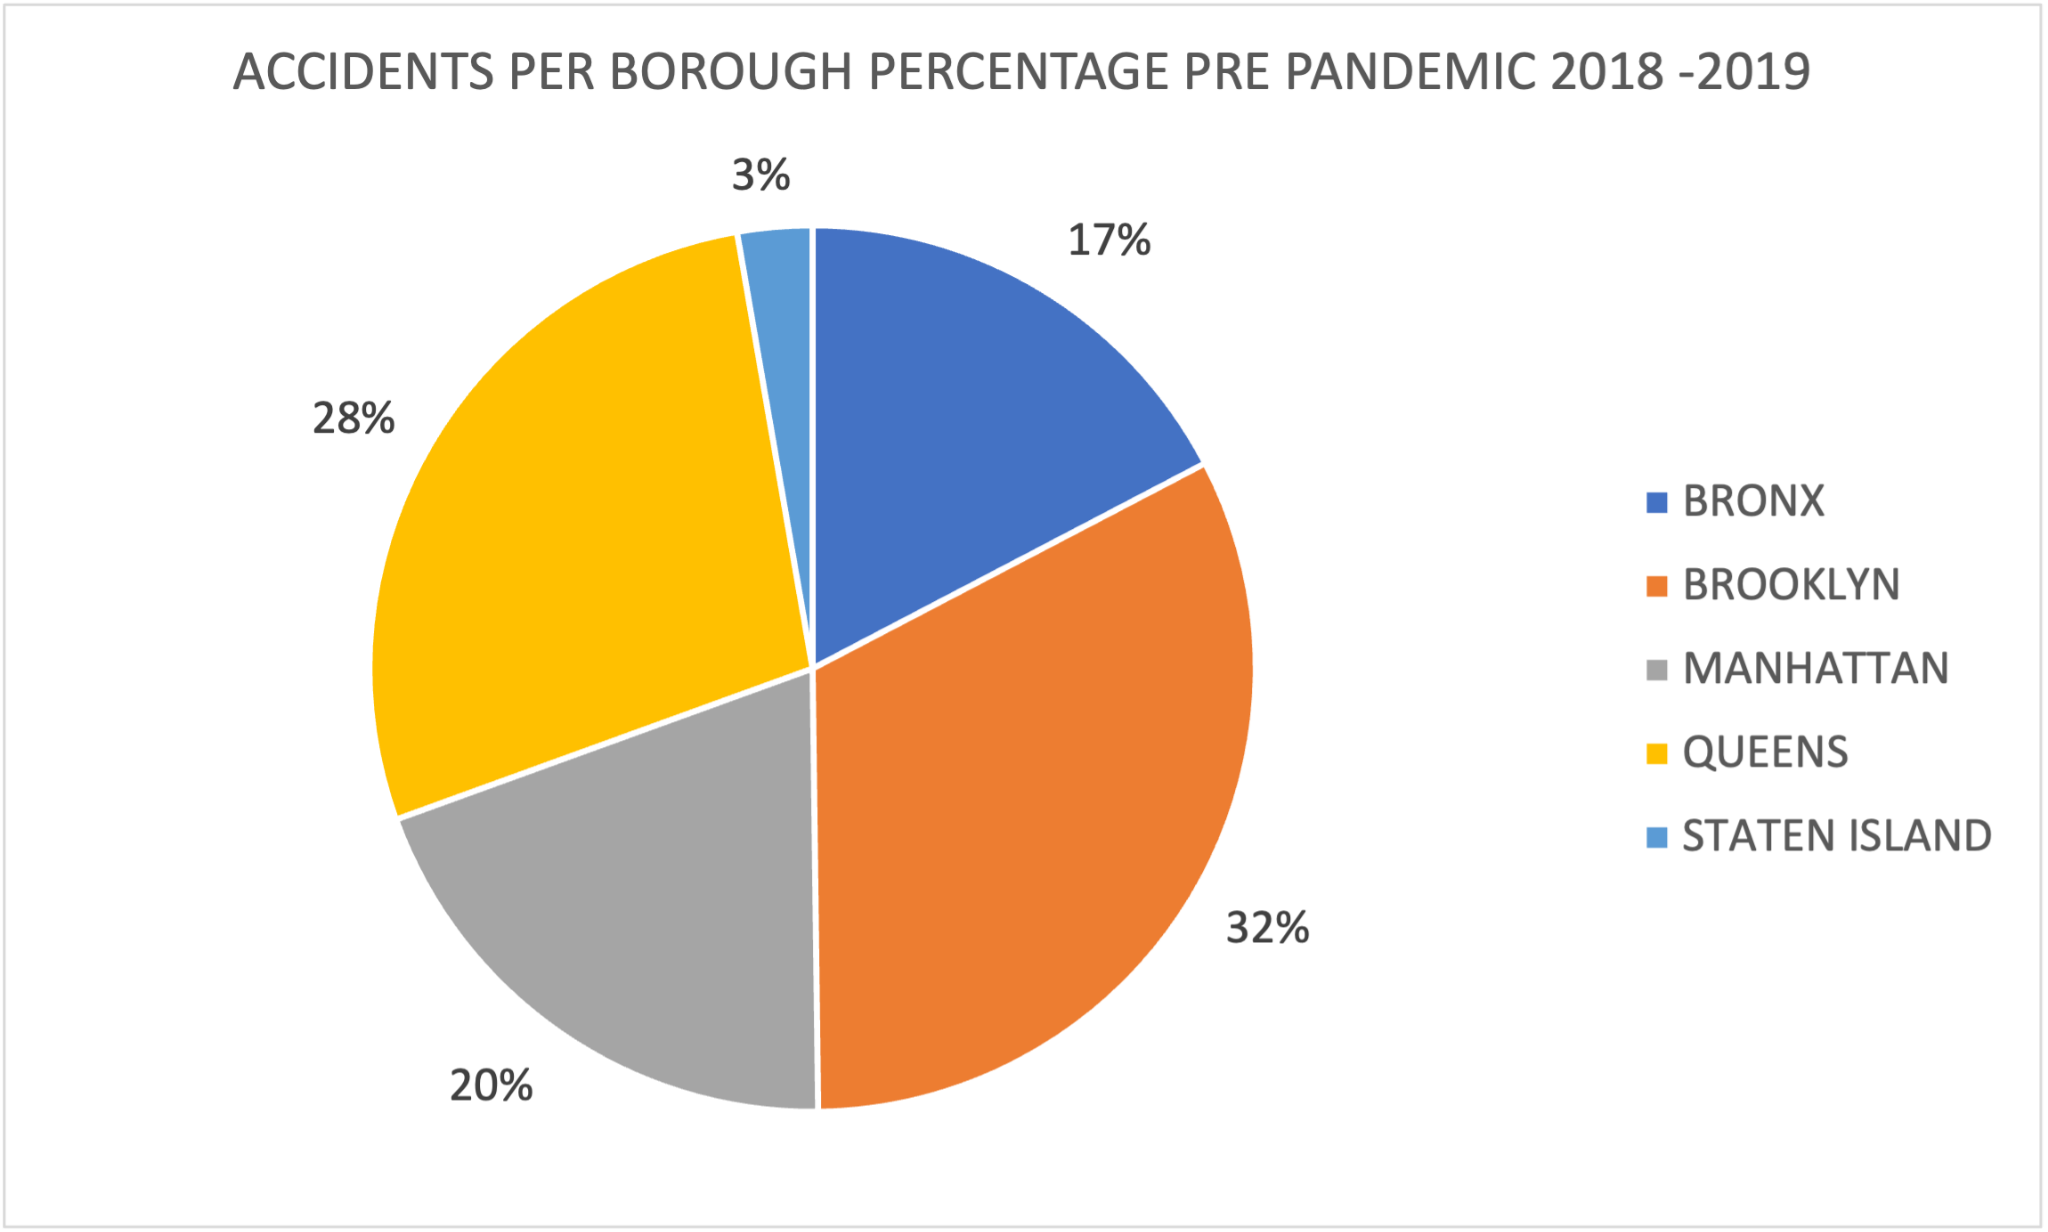 ACCIDENTS PER BOROUGH PERCENTAGE PRE PANDEMIC 2018 -2019
3%
17%
28%
32%
20%
BRONX
BROOKLYN
MANHATTAN
QUEENS
STATEN ISLAND